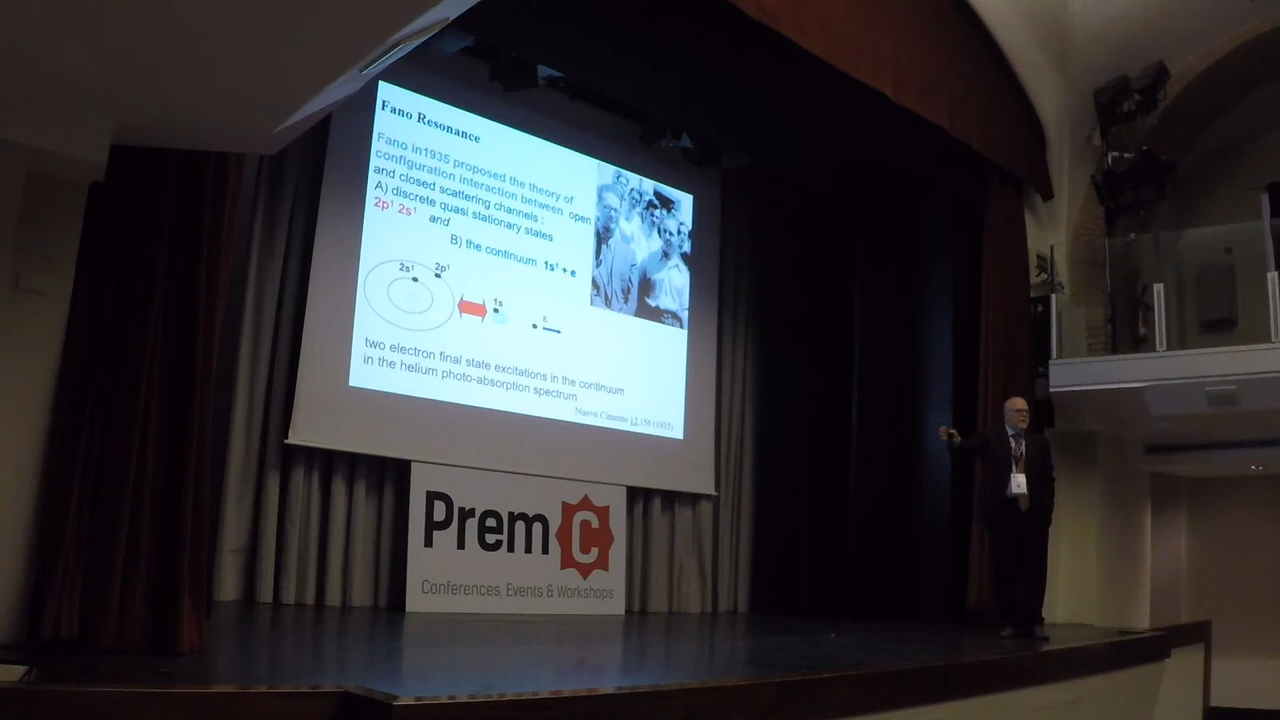 Fano Resonance
Fano in1935 proposed the theory of
configuration interaction between open
and closed scattering channels :
A) discrete quasi stationary states
2p¹ 2s¹ and
B) the continuum 1s¹ + e
2s¹ 2p¹
1s
ε
two electron final state excitations in the continuum
in the helium photo-absorption spectrum
Nuovo Cimento 12,156 (1935)
Prem C
Conferences, Events & Workshops